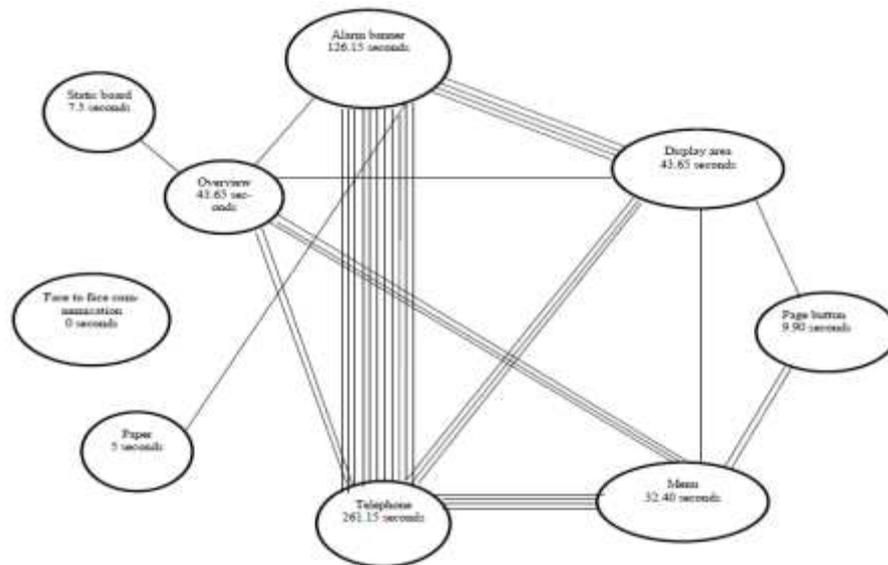 Alarm banner
126.15 seconds
Static board
7.5 seconds
Display area
43.65 seconds
Overview
43.65 sec-
onds
Face to face com-
munication
0 seconds
Page button
9.90 seconds
Paper
5 seconds
Menu
32.40 seconds
Telephone
261.15 seconds